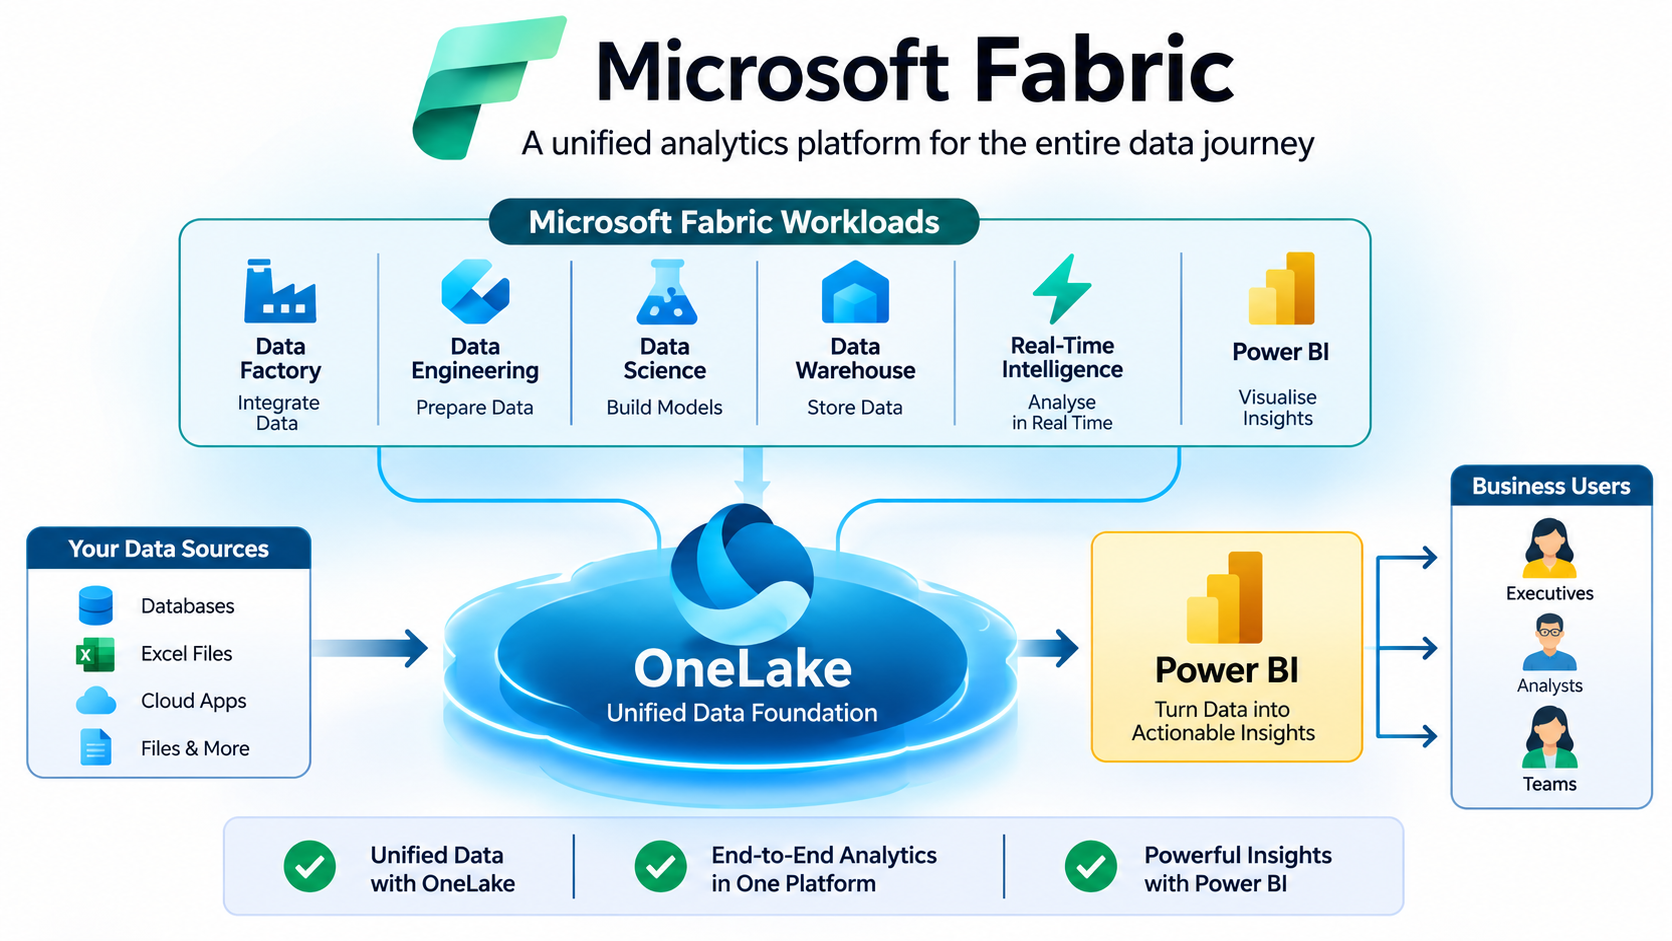 Microsoft Fabric
A unified analytics platform for the entire data journey
Microsoft Fabric Workloads
Data
Factory
Integrate
Data
Data
Engineering
Prepare Data
Data
Science
Build Models
Data
Warehouse
Store Data
Real-Time
Intelligence
Analyse
in Real Time
Power BI
Visualise
Insights
Your Data Sources
Databases
X
Excel Files
Cloud Apps
Files & More
OneLake
Unified Data Foundation
Power BI
Turn Data into
Actionable Insights
Business Users
Executives
Analysts
Teams
Unified Data
with OneLake
End-to-End Analytics
in One Platform
Powerful Insights
with Power BI